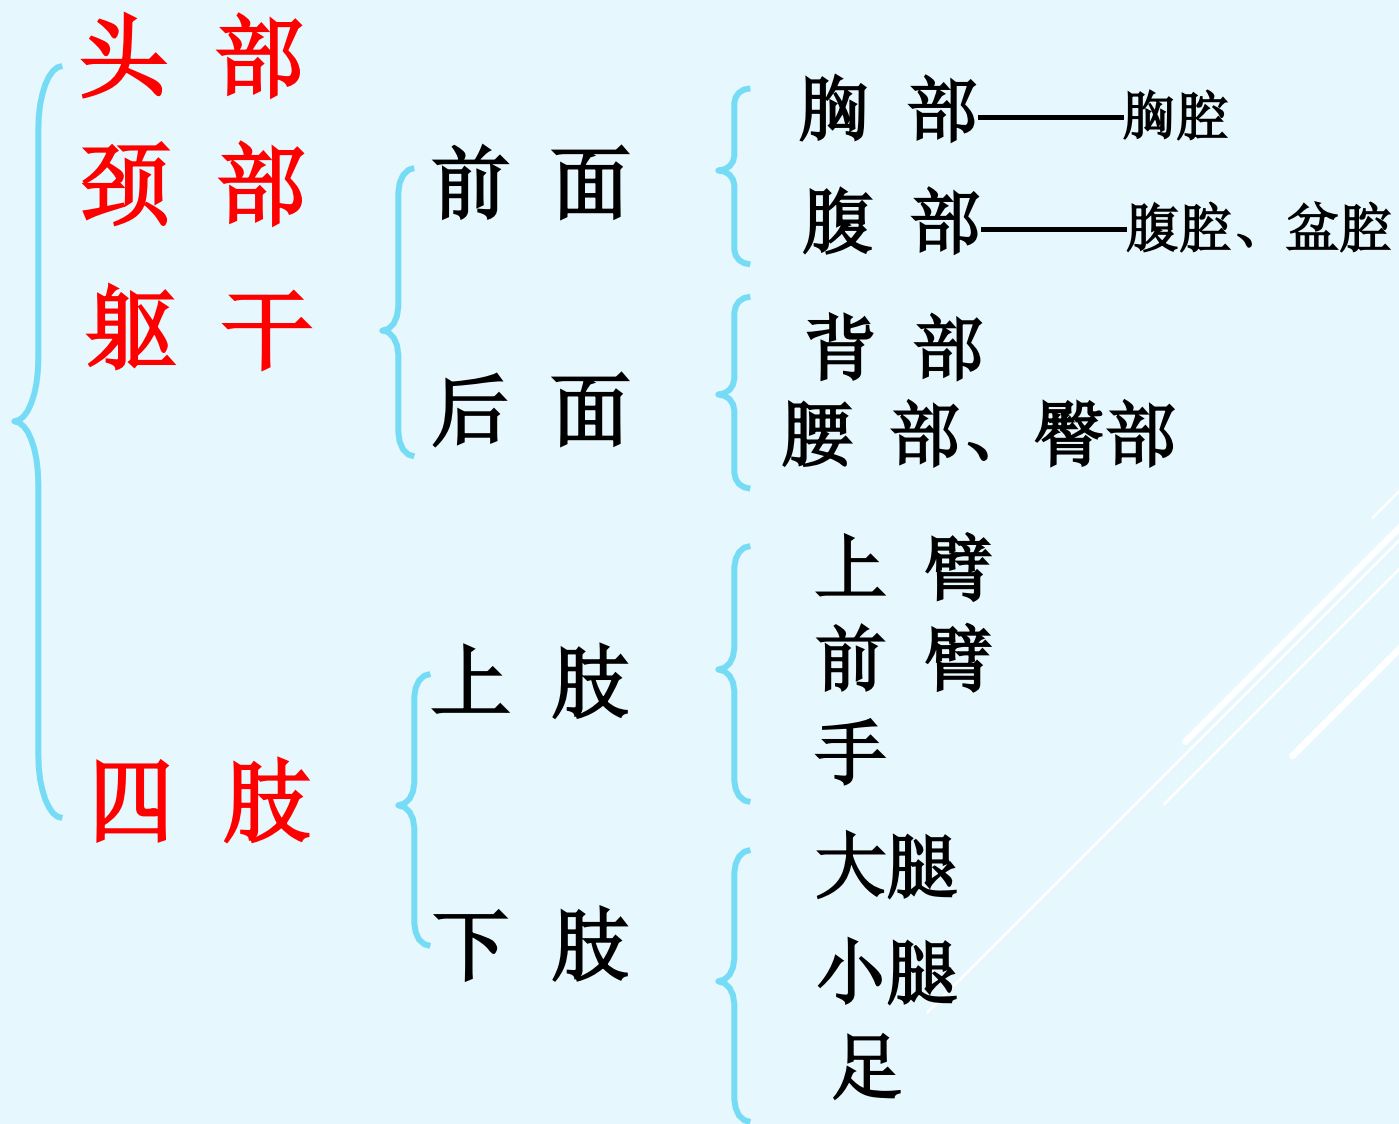 头 部
颈 部
躯 干
四 肢
前 面
后 面
胸 部——胸腔
腹 部——腹腔、盆腔
背 部
腰 部、臀部
上 肢
下 肢
上 臂
前 臂
手
大腿
小腿
足